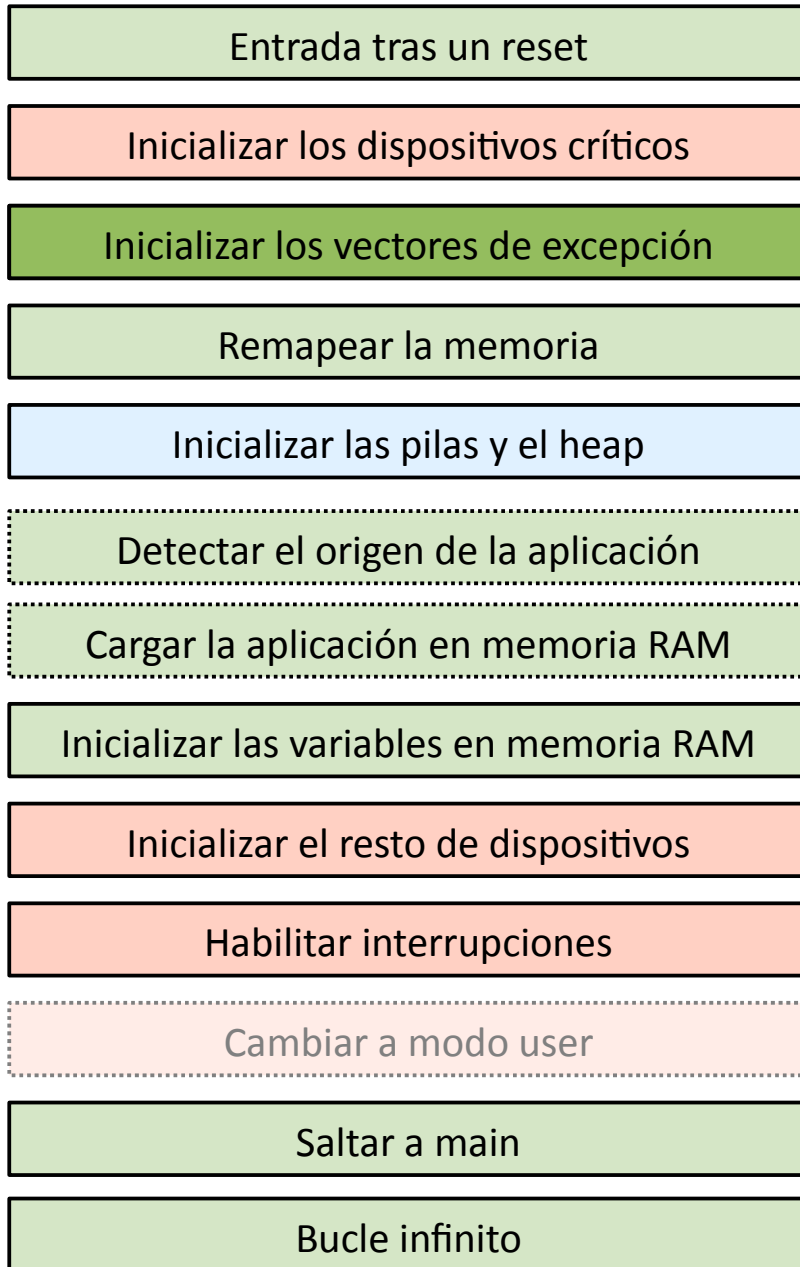 Entrada tras un reset
Inicializar los dispositivos críticos
Inicializar los vectores de excepción
Remapear la memoria
Inicializar las pilas y el heap
Detectar el origen de la aplicación
Cargar la aplicación en memoria RAM
Inicializar las variables en memoria RAM
Inicializar el resto de dispositivos
Habilitar interrupciones
Cambiar a modo user
Saltar a main
Bucle infinito